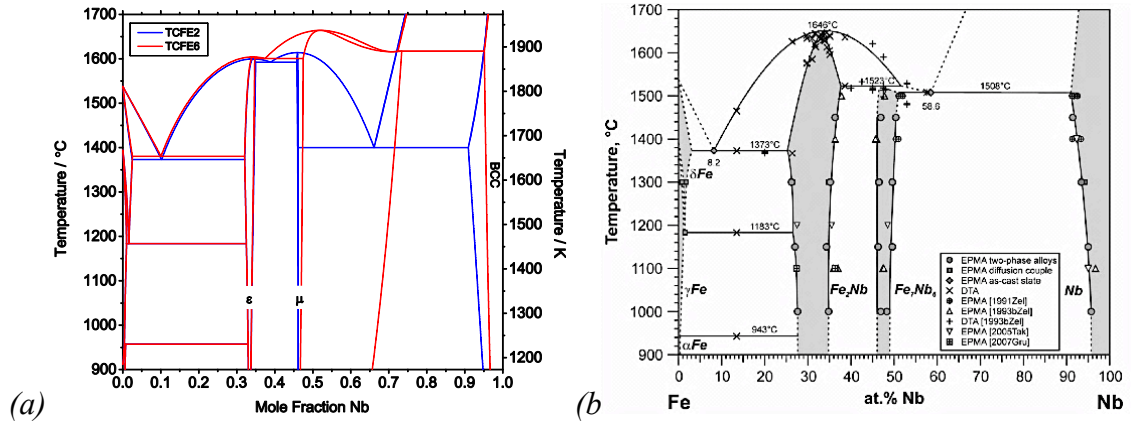 TCFE2
TCFE6
1700
1600
1500
1400
1300
1200
1100
1000
900
Temperature / °C
2000
1900
1800
1700
1600
1500
1400
1300
1200
Temperature / K
BCC
ε
μ
0.0 0.1 0.2 0.3 0.4 0.5 0.6 0.7 0.8 0.9 1.0
Mole Fraction Nb
(a)
1600
1500
1400
1300
1200
1100
1000
900
Temperature, °C
1646°C
1523°C
1508°C
58.6
1373°C
8.2
δFe
1183°C
γFe
Fe₂Nb
Fe₇Nb₆
Nb
943°C
αFe
EPMA two-phase alloys
EPMA diffusion couple
EPMA as-cast state
DTA
EPMA [1991Zel]
EPMA [1993bZel]
DTA [1993bZel]
EPMA [2005Tak]
EPMA [2007Gru]
0 10 20 30 40 50 60 70 80 90 100
Fe at.% Nb Nb
(b